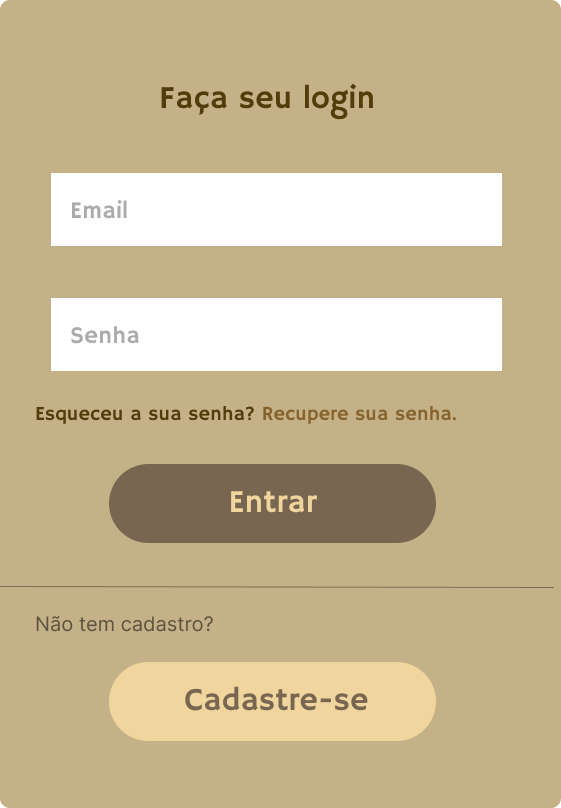 Faça seu login
Email
Senha
Esqueceu a sua senha? Recupere sua senha.
Entrar
Não tem cadastro?
Cadastre-se